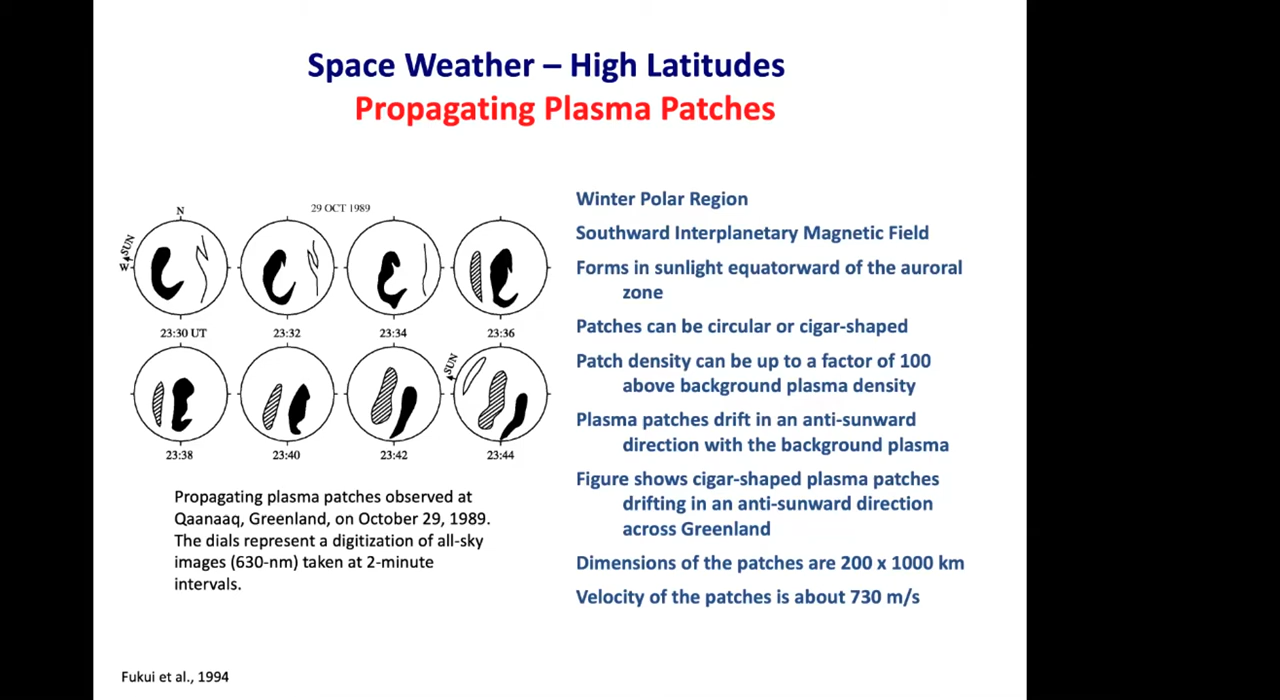 Space Weather – High Latitudes
Propagating Plasma Patches
29 OCT 1989
N
SUN
W
23:30 UT
23:32
23:34
23:36
SUN
23:38
23:40
23:42
23:44
Propagating plasma patches observed at
Qaanaaq, Greenland, on October 29, 1989.
The dials represent a digitization of all-sky
images (630-nm) taken at 2-minute
intervals.
Fukui et al., 1994
Winter Polar Region
Southward Interplanetary Magnetic Field
Forms in sunlight equatorward of the auroral
zone
Patches can be circular or cigar-shaped
Patch density can be up to a factor of 100
above background plasma density
Plasma patches drift in an anti-sunward
direction with the background plasma
Figure shows cigar-shaped plasma patches
drifting in an anti-sunward direction
across Greenland
Dimensions of the patches are 200 x 1000 km
Velocity of the patches is about 730 m/s